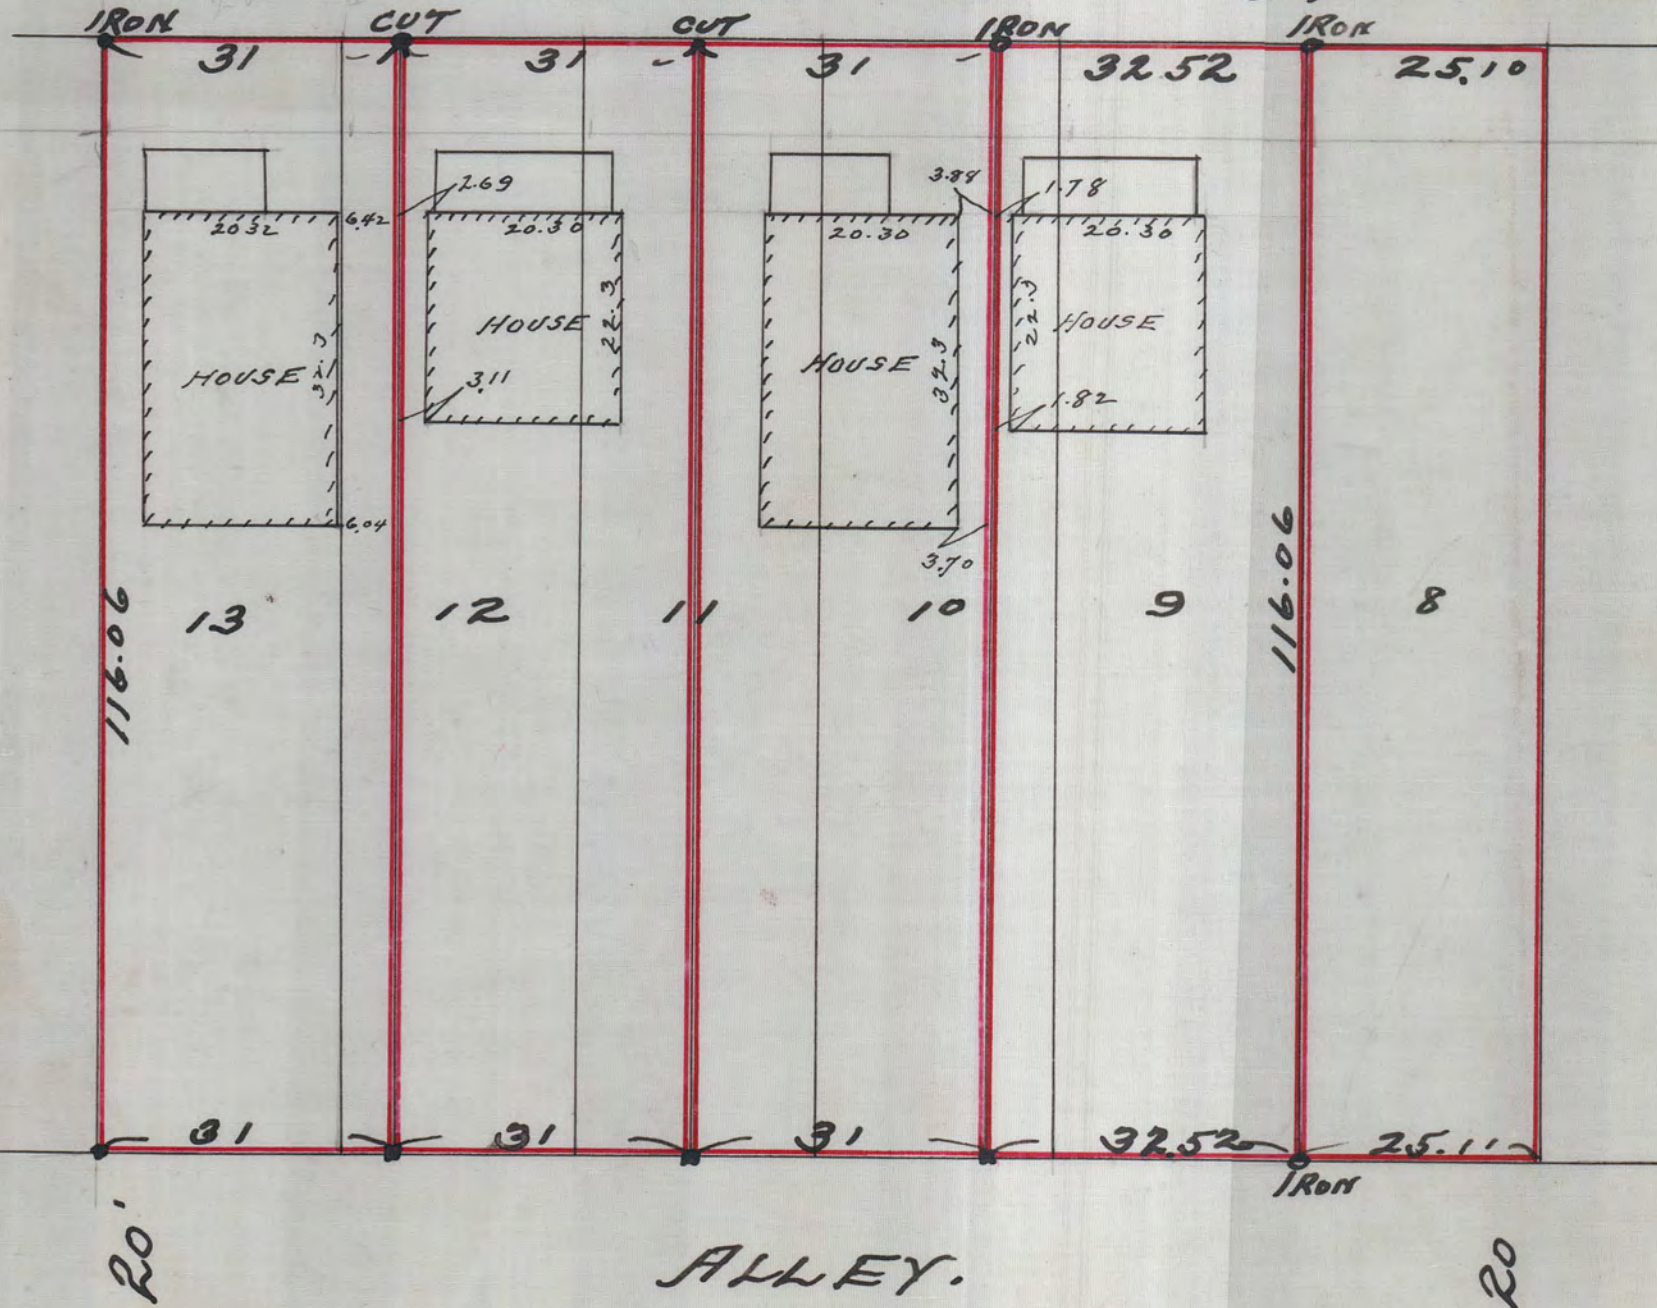 IRON CUT CUT IRON IRON
31 31 31 32.52 25.10
2.69 3.88 1.78
6.42
20.32 20.30 20.30 20.30
HOUSE 22.3 22.3 HOUSE
HOUSE 32.3 HOUSE 32.3
3.11 1.82
6.04
3.70
116.06 13 12 11 10 9 116.06 8
31 31 31 32.52 25.11
IRON
20' ALLEY. 20